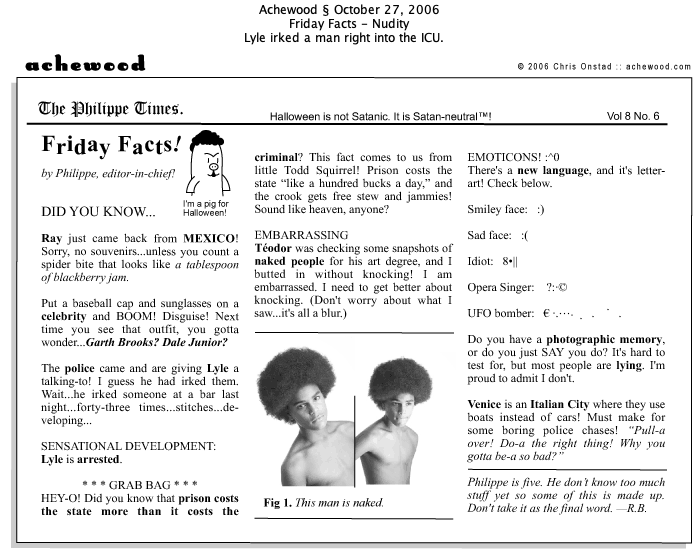 Achewood § October 27, 2006
Friday Facts – Nudity
Lyle irked a man right into the ICU.
achewood
© 2006 Chris Onstad :: achewood.com
The Philippe Times.
Halloween is not Satanic. It is Satan-neutral™!
Vol 8 No. 6
Friday Facts!
by Philippe, editor-in-chief!
I'm a pig for
Halloween!
DID YOU KNOW...
Ray just came back from MEXICO!
Sorry, no souvenirs...unless you count a
spider bite that looks like a tablespoon
of blackberry jam.
Put a baseball cap and sunglasses on a
celebrity and BOOM! Disguise! Next
time you see that outfit, you gotta
wonder...Garth Brooks? Dale Junior?
The police came and are giving Lyle a
talking-to! I guess he had irked them.
Wait...he irked someone at a bar last
night...forty-three times...stitches...de-
veloping...
SENSATIONAL DEVELOPMENT:
Lyle is arrested.
* * * GRAB BAG * * *
HEY-O! Did you know that prison costs
the state more than it costs the
criminal? This fact comes to us from
little Todd Squirrel! Prison costs the
state “like a hundred bucks a day,” and
the crook gets free stew and jammies!
Sound like heaven, anyone?
EMBARRASSING
Téodor was checking some snapshots of
naked people for his art degree, and I
butted in without knocking! I am
embarrassed. I need to get better about
knocking. (Don't worry about what I
saw...it's all a blur.)
Fig 1. This man is naked.
EMOTICONS! :^0
There's a new language, and it's letter-
art! Check below.
Smiley face: :)
Sad face: :(
Idiot: 8•||
Opera Singer: ?:·©
UFO bomber: € ·.··· . . · .
Do you have a photographic memory,
or do you just SAY you do? It's hard to
test for, but most people are lying. I'm
proud to admit I don't.
Venice is an Italian City where they use
boats instead of cars! Must make for
some boring police chases! “Pull-a
over! Do-a the right thing! Why you
gotta be-a so bad?”
Philippe is five. He don't know too much
stuff yet so some of this is made up.
Don't take it as the final word. —R.B.